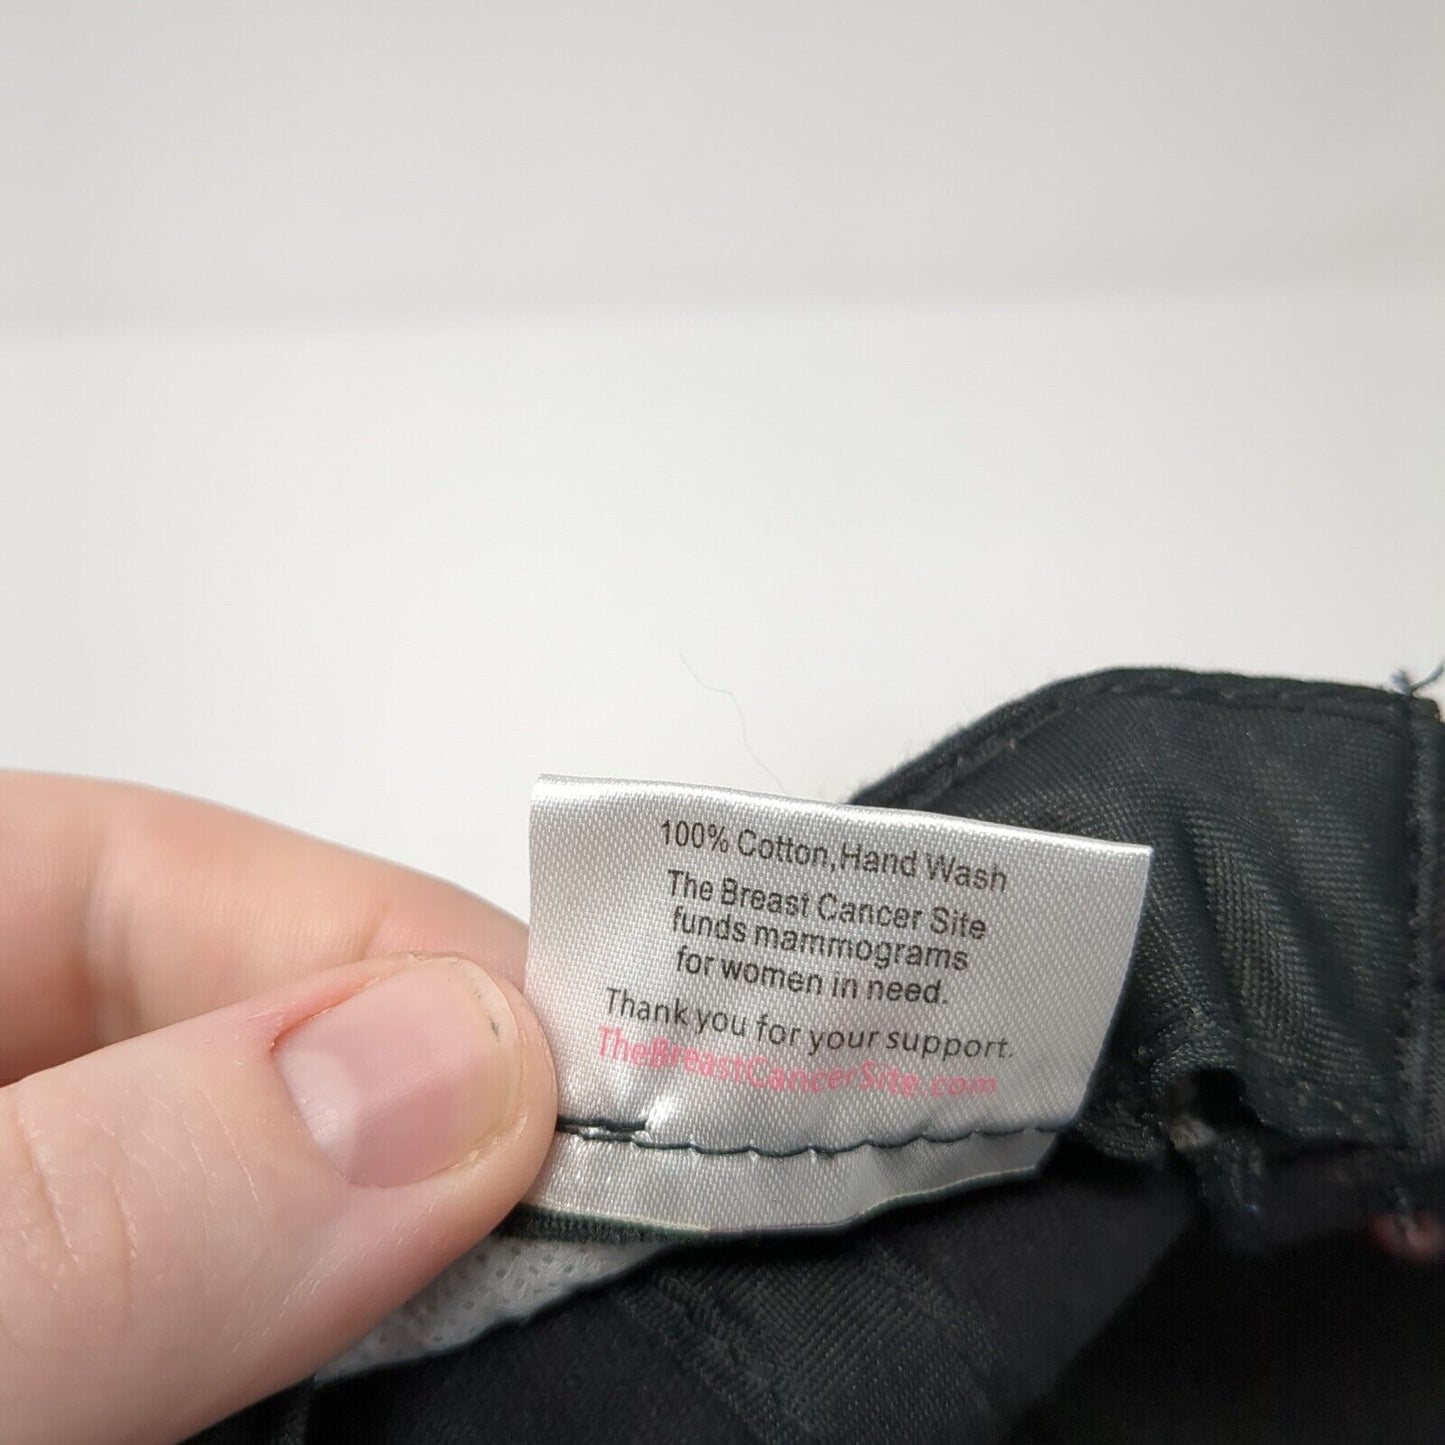 100% Cotton,Hand Wash
The Breast Cancer Site
funds mammograms
for women in need.
Thank you for your support.
TheBreastCancerSite.com